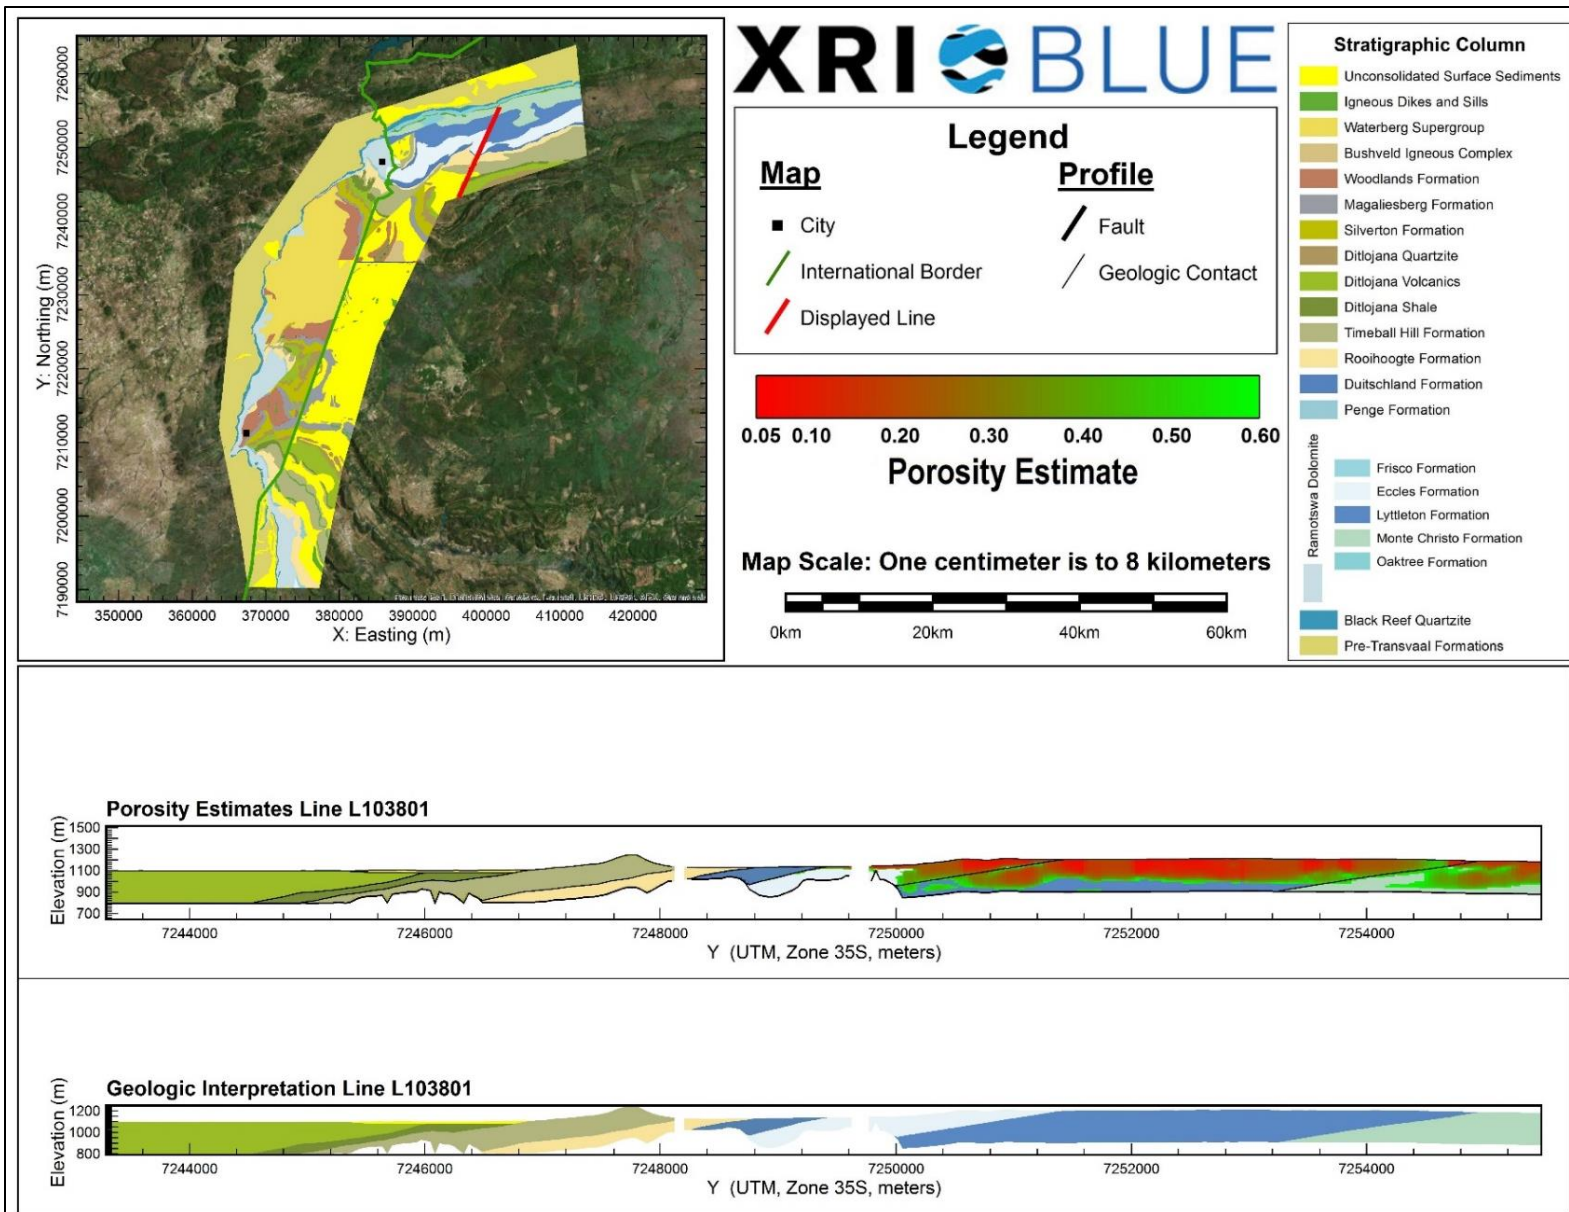 7260000
7250000
7240000
7230000
7220000
7210000
7200000
7190000
Y: Northing (m)
350000 360000 370000 380000 390000 400000 410000 420000
X: Easting (m)
XRI BLUE
Legend
Map
City
International Border
Displayed Line
Profile
Fault
Geologic Contact
0.05 0.10 0.20 0.30 0.40 0.50 0.60
Porosity Estimate
Map Scale: One centimeter is to 8 kilometers
0km 20km 40km 60km
Stratigraphic Column
Unconsolidated Surface Sediments
Igneous Dikes and Sills
Waterberg Supergroup
Bushveld Igneous Complex
Woodlands Formation
Magaliesberg Formation
Silverton Formation
Ditlojana Quartzite
Ditlojana Volcanics
Ditlojana Shale
Timeball Hill Formation
Rooihoogte Formation
Duitschland Formation
Penge Formation
Ramotswa Dolomite
Frisco Formation
Eccles Formation
Lyttleton Formation
Monte Christo Formation
Oaktree Formation
Black Reef Quartzite
Pre-Transvaal Formations
Porosity Estimates Line L103801
Elevation (m)
1500
1300
1100
900
700
7244000 7246000 7248000 7250000 7252000 7254000
Y (UTM, Zone 35S, meters)
Geologic Interpretation Line L103801
Elevation (m)
1200
1000
800
7244000 7246000 7248000 7250000 7252000 7254000
Y (UTM, Zone 35S, meters)